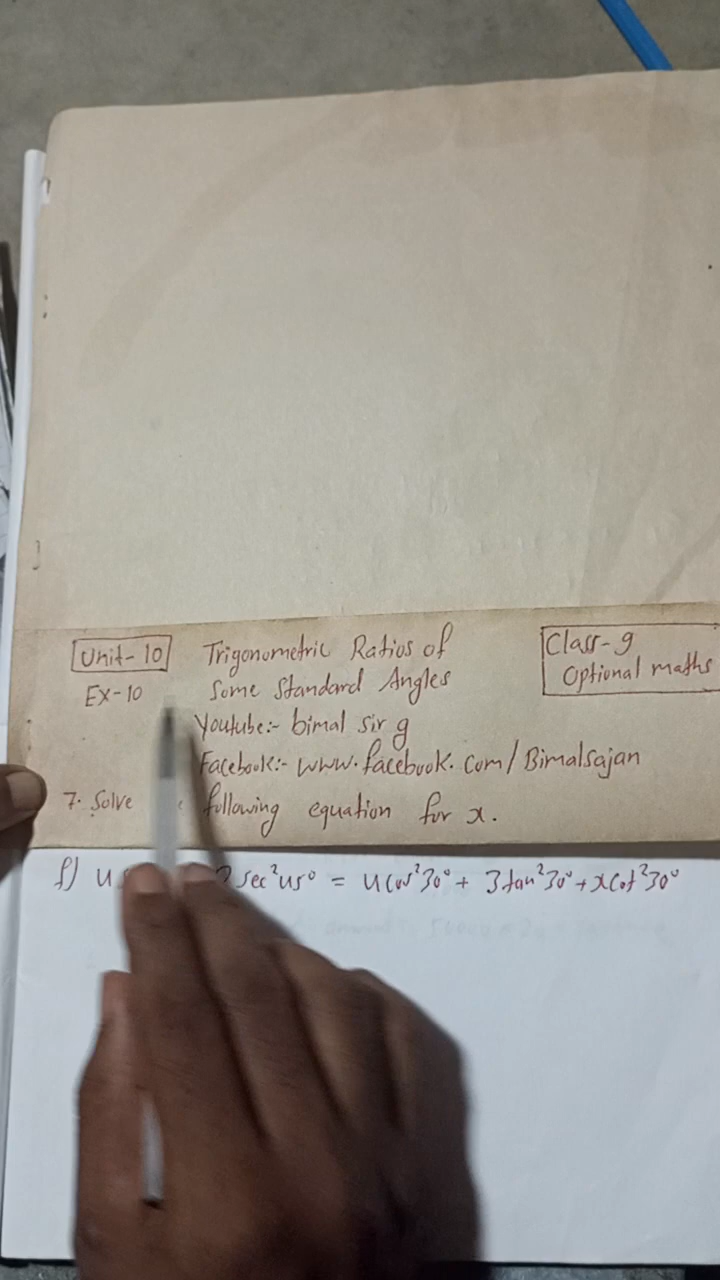 Unit-10 Trigonometric Ratios of
Some Standard Angles
Ex-10
Class-9
Optional maths
Youtube:- bimal sir g
Facebook:- www.facebook.com/Bimalsajan
7. Solve following equation for x.
f) 4 sec²45° = 4cos²30° + 3tan²30° + xcot²30°